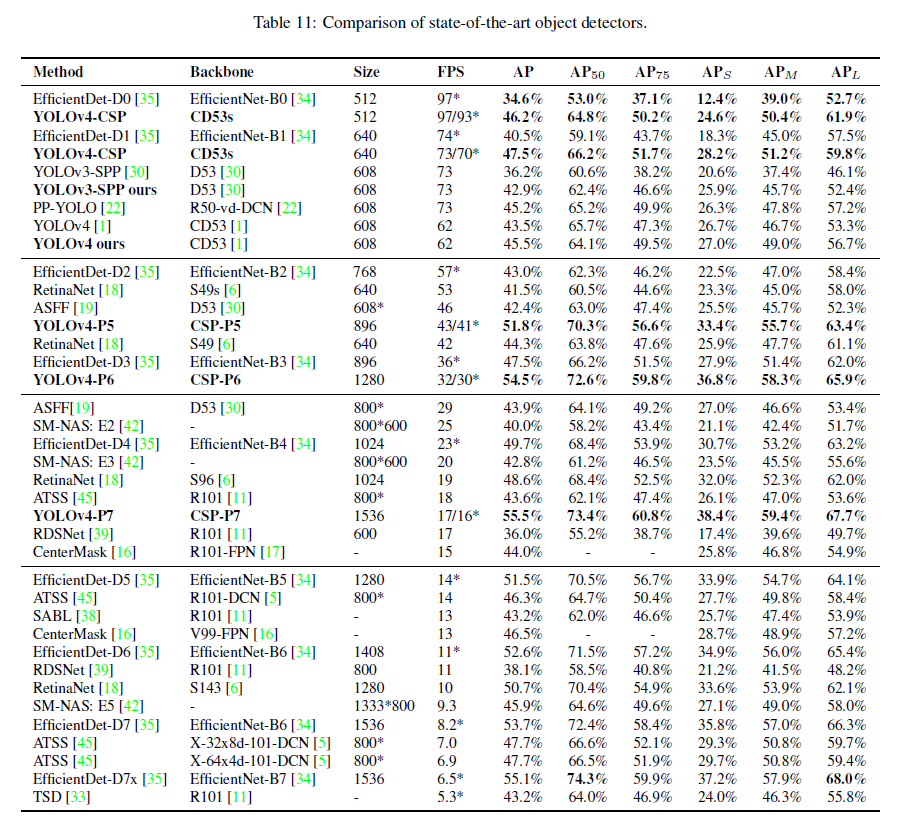 Table 11: Comparison of state-of-the-art object detectors.
Method Backbone Size FPS AP AP50 AP75 APS APM APL
EfficientDet-D0 [35] EfficientNet-B0 [34] 512 97* 34.6% 53.0% 37.1% 12.4% 39.0% 52.7%
YOLOv4-CSP CD53s 512 97/93* 46.2% 64.8% 50.2% 24.6% 50.4% 61.9%
EfficientDet-D1 [35] EfficientNet-B1 [34] 640 74* 40.5% 59.1% 43.7% 18.3% 45.0% 57.5%
YOLOv4-CSP CD53s 640 73/70* 47.5% 66.2% 51.7% 28.2% 51.2% 59.8%
YOLOv3-SPP [30] D53 [30] 608 73 36.2% 60.6% 38.2% 20.6% 37.4% 46.1%
YOLOv3-SPP ours D53 [30] 608 73 42.9% 62.4% 46.6% 25.9% 45.7% 52.4%
PP-YOLO [22] R50-vd-DCN [22] 608 73 45.2% 65.2% 49.9% 26.3% 47.8% 57.2%
YOLOv4 [1] CD53 [1] 608 62 43.5% 65.7% 47.3% 26.7% 46.7% 53.3%
YOLOv4 ours CD53 [1] 608 62 45.5% 64.1% 49.5% 27.0% 49.0% 56.7%
EfficientDet-D2 [35] EfficientNet-B2 [34] 768 57* 43.0% 62.3% 46.2% 22.5% 47.0% 58.4%
RetinaNet [18] S49s [6] 640 53 41.5% 60.5% 44.6% 23.3% 45.0% 58.0%
ASFF [19] D53 [30] 608* 46 42.4% 63.0% 47.4% 25.5% 45.7% 52.3%
YOLOv4-P5 CSP-P5 896 43/41* 51.8% 70.3% 56.6% 33.4% 55.7% 63.4%
RetinaNet [18] S49 [6] 640 42 44.3% 63.8% 47.6% 25.9% 47.7% 61.1%
EfficientDet-D3 [35] EfficientNet-B3 [34] 896 36* 47.5% 66.2% 51.5% 27.9% 51.4% 62.0%
YOLOv4-P6 CSP-P6 1280 32/30* 54.5% 72.6% 59.8% 36.8% 58.3% 65.9%
ASFF[19] D53 [30] 800* 29 43.9% 64.1% 49.2% 27.0% 46.6% 53.4%
SM-NAS: E2 [42] - 800*600 25 40.0% 58.2% 43.4% 21.1% 42.4% 51.7%
EfficientDet-D4 [35] EfficientNet-B4 [34] 1024 23* 49.7% 68.4% 53.9% 30.7% 53.2% 63.2%
SM-NAS: E3 [42] - 800*600 20 42.8% 61.2% 46.5% 23.5% 45.5% 55.6%
RetinaNet [18] S96 [6] 1024 19 48.6% 68.4% 52.5% 32.0% 52.3% 62.0%
ATSS [45] R101 [11] 800* 18 43.6% 62.1% 47.4% 26.1% 47.0% 53.6%
YOLOv4-P7 CSP-P7 1536 17/16* 55.5% 73.4% 60.8% 38.4% 59.4% 67.7%
RDSNet [39] R101 [11] 600 17 36.0% 55.2% 38.7% 17.4% 39.6% 49.7%
CenterMask [16] R101-FPN [17] - 15 44.0% - - 25.8% 46.8% 54.9%
EfficientDet-D5 [35] EfficientNet-B5 [34] 1280 14* 51.5% 70.5% 56.7% 33.9% 54.7% 64.1%
ATSS [45] R101-DCN [5] 800* 14 46.3% 64.7% 50.4% 27.7% 49.8% 58.4%
SABL [38] R101 [11] - 13 43.2% 62.0% 46.6% 25.7% 47.4% 53.9%
CenterMask [16] V99-FPN [16] - 13 46.5% - - 28.7% 48.9% 57.2%
EfficientDet-D6 [35] EfficientNet-B6 [34] 1408 11* 52.6% 71.5% 57.2% 34.9% 56.0% 65.4%
RDSNet [39] R101 [11] 800 11 38.1% 58.5% 40.8% 21.2% 41.5% 48.2%
RetinaNet [18] S143 [6] 1280 10 50.7% 70.4% 54.9% 33.6% 53.9% 62.1%
SM-NAS: E5 [42] - 1333*800 9.3 45.9% 64.6% 49.6% 27.1% 49.0% 58.0%
EfficientDet-D7 [35] EfficientNet-B6 [34] 1536 8.2* 53.7% 72.4% 58.4% 35.8% 57.0% 66.3%
ATSS [45] X-32x8d-101-DCN [5] 800* 7.0 47.7% 66.6% 52.1% 29.3% 50.8% 59.7%
ATSS [45] X-64x4d-101-DCN [5] 800* 6.9 47.7% 66.5% 51.9% 29.7% 50.8% 59.4%
EfficientDet-D7x [35] EfficientNet-B7 [34] 1536 6.5* 55.1% 74.3% 59.9% 37.2% 57.9% 68.0%
TSD [33] R101 [11] - 5.3* 43.2% 64.0% 46.9% 24.0% 46.3% 55.8%